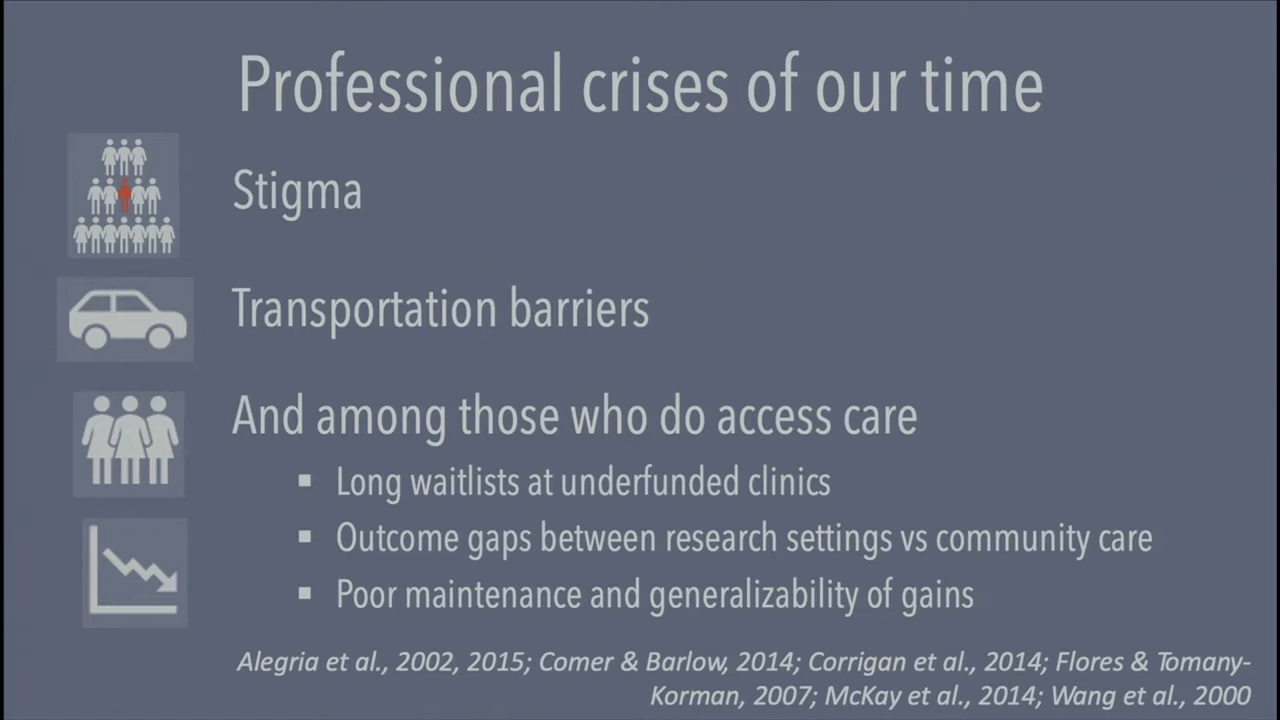 Professional crises of our time
Stigma
Transportation barriers
And among those who do access care
▪ Long waitlists at underfunded clinics
▪ Outcome gaps between research settings vs community care
▪ Poor maintenance and generalizability of gains
Alegria et al., 2002, 2015; Comer & Barlow, 2014; Corrigan et al., 2014; Flores & Tomany-
Korman, 2007; McKay et al., 2014; Wang et al., 2000